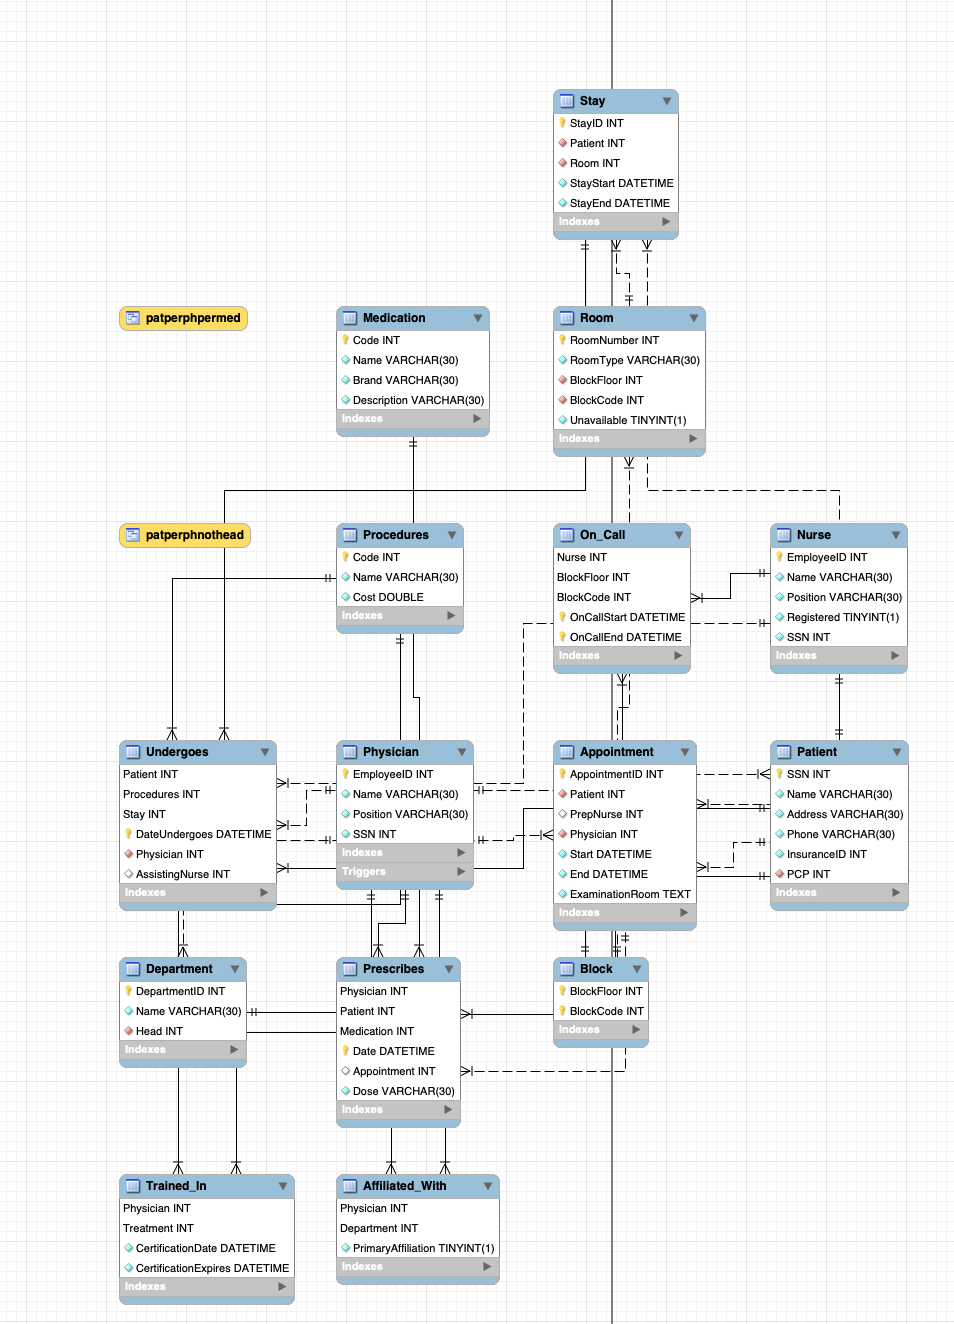 Stay
StayID INT
Patient INT
Room INT
StayStart DATETIME
StayEnd DATETIME
Indexes
patperphpermed
Medication
Code INT
Name VARCHAR(30)
Brand VARCHAR(30)
Description VARCHAR(30)
Indexes
Room
RoomNumber INT
RoomType VARCHAR(30)
BlockFloor INT
BlockCode INT
Unavailable TINYINT(1)
Indexes
patperphnothead
Procedures
Code INT
Name VARCHAR(30)
Cost DOUBLE
Indexes
On_Call
Nurse INT
BlockFloor INT
BlockCode INT
OnCallStart DATETIME
OnCallEnd DATETIME
Indexes
Nurse
EmployeeID INT
Name VARCHAR(30)
Position VARCHAR(30)
Registered TINYINT(1)
SSN INT
Indexes
Undergoes
Patient INT
Procedures INT
Stay INT
DateUndergoes DATETIME
Physician INT
AssistingNurse INT
Indexes
Physician
EmployeeID INT
Name VARCHAR(30)
Position VARCHAR(30)
SSN INT
Indexes
Triggers
Appointment
AppointmentID INT
Patient INT
PrepNurse INT
Physician INT
Start DATETIME
End DATETIME
ExaminationRoom TEXT
Indexes
Patient
SSN INT
Name VARCHAR(30)
Address VARCHAR(30)
Phone VARCHAR(30)
InsuranceID INT
PCP INT
Indexes
Department
DepartmentID INT
Name VARCHAR(30)
Head INT
Indexes
Prescribes
Physician INT
Patient INT
Medication INT
Date DATETIME
Appointment INT
Dose VARCHAR(30)
Indexes
Block
BlockFloor INT
BlockCode INT
Indexes
Trained_In
Physician INT
Treatment INT
CertificationDate DATETIME
CertificationExpires DATETIME
Indexes
Affiliated_With
Physician INT
Department INT
PrimaryAffiliation TINYINT(1)
Indexes